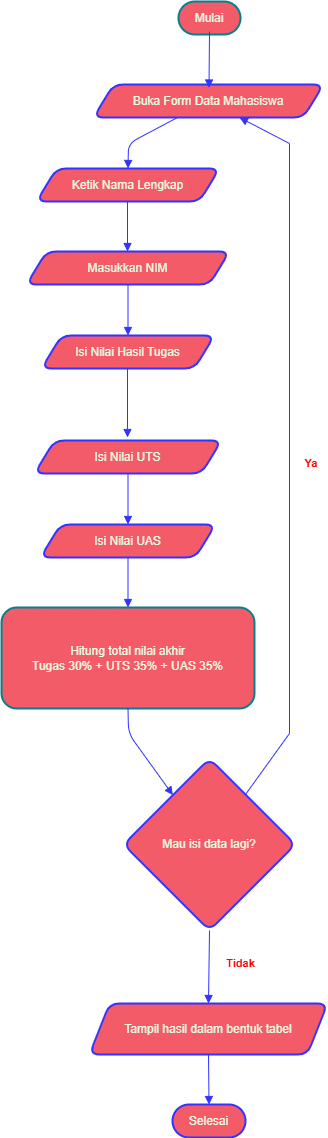 Mulai
Buka Form Data Mahasiswa
Ketik Nama Lengkap
Masukkan NIM
Isi Nilai Hasil Tugas
Ya
Isi Nilai UTS
Isi Nilai UAS
Hitung total nilai akhir
Tugas 30% + UTS 35% + UAS 35%
Mau isi data lagi?
Tidak
Tampil hasil dalam bentuk tabel
Selesai